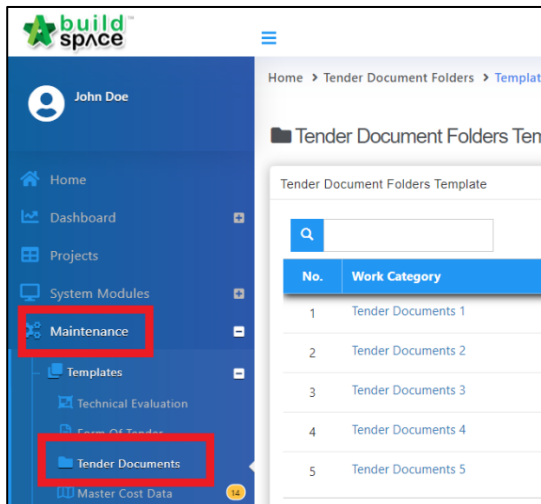 build
space
John Doe
Home
Dashboard
Projects
System Modules
Maintenance
Templates
Technical Evaluation
Form Of Tender
Tender Documents
Master Cost Data 14
Home > Tender Document Folders > Templat
Tender Document Folders Ten
Tender Document Folders Template
No. Work Category
1 Tender Documents 1
2 Tender Documents 2
3 Tender Documents 3
4 Tender Documents 4
5 Tender Documents 5